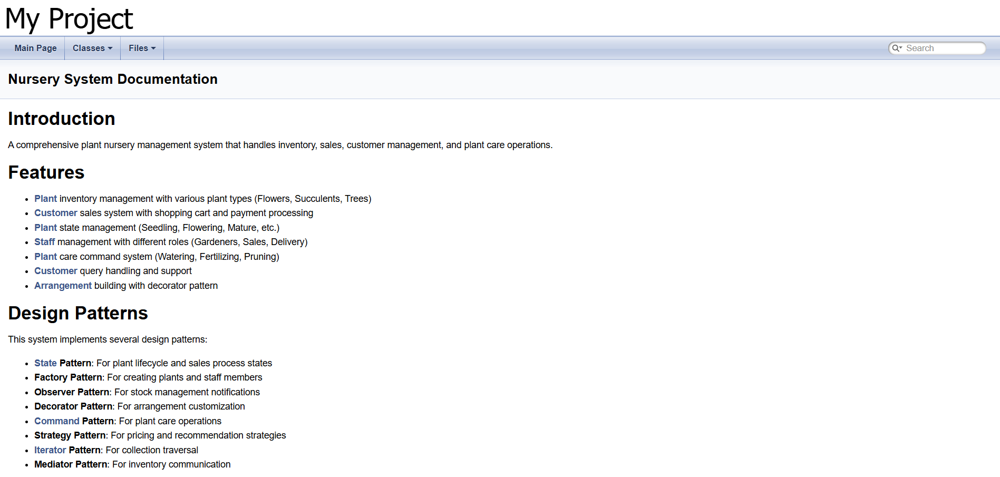 My Project
Main Page Classes Files Search
Nursery System Documentation
Introduction
A comprehensive plant nursery management system that handles inventory, sales, customer management, and plant care operations.
Features
• Plant inventory management with various plant types (Flowers, Succulents, Trees)
• Customer sales system with shopping cart and payment processing
• Plant state management (Seedling, Flowering, Mature, etc.)
• Staff management with different roles (Gardeners, Sales, Delivery)
• Plant care command system (Watering, Fertilizing, Pruning)
• Customer query handling and support
• Arrangement building with decorator pattern
Design Patterns
This system implements several design patterns:
• State Pattern: For plant lifecycle and sales process states
• Factory Pattern: For creating plants and staff members
• Observer Pattern: For stock management notifications
• Decorator Pattern: For arrangement customization
• Command Pattern: For plant care operations
• Strategy Pattern: For pricing and recommendation strategies
• Iterator Pattern: For collection traversal
• Mediator Pattern: For inventory communication